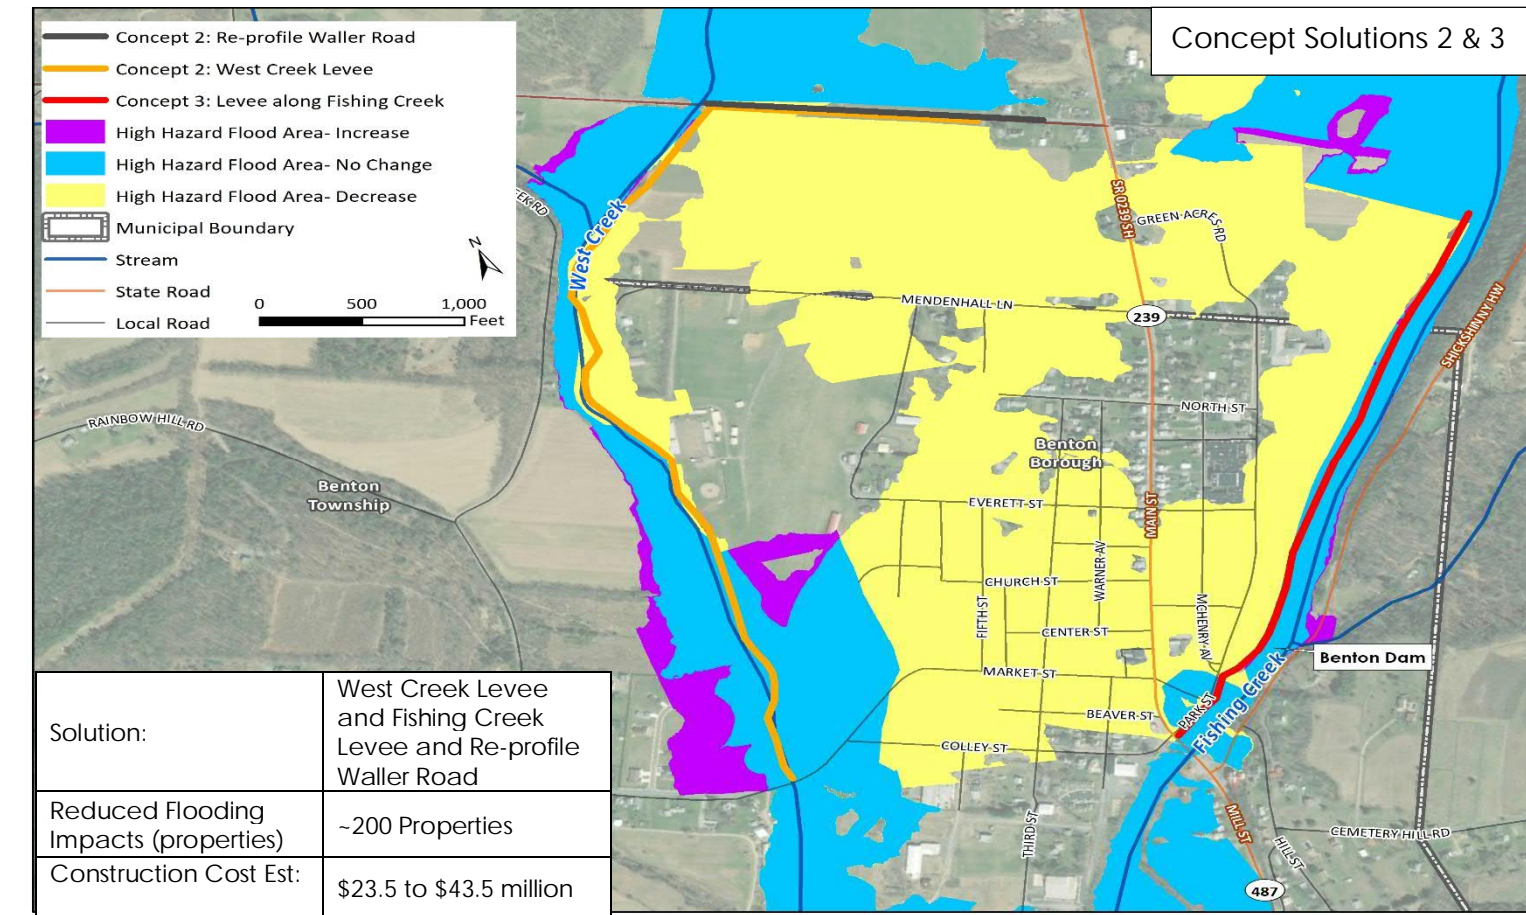 Concept Solutions 2 & 3
Concept 2: Re-profile Waller Road
Concept 2: West Creek Levee
Concept 3: Levee along Fishing Creek
High Hazard Flood Area- Increase
High Hazard Flood Area- No Change
High Hazard Flood Area- Decrease
Municipal Boundary
Stream
State Road
Local Road
N
0 500 1,000
Feet
West Creek
SR 0239 SH
GREEN ACRES RD
MENDENHALL LN
239
SHICKSHINNY HW
RAINBOW HILL RD
NORTH ST
Benton
Borough
Benton
Township
EVERETT ST
MAIN ST
WARNER AV
CHURCH ST
FIFTH ST
MCHENRY AV
CENTER ST
Benton Dam
MARKET ST
BEAVER ST
PARK ST
Fishing Creek
COLLEY ST
THIRD ST
MILL ST
HILL ST
CEMETERY HILL RD
487
Solution:
West Creek Levee
and Fishing Creek
Levee and Re-profile
Waller Road
Reduced Flooding
Impacts (properties)
~200 Properties
Construction Cost Est:
$23.5 to $43.5 million